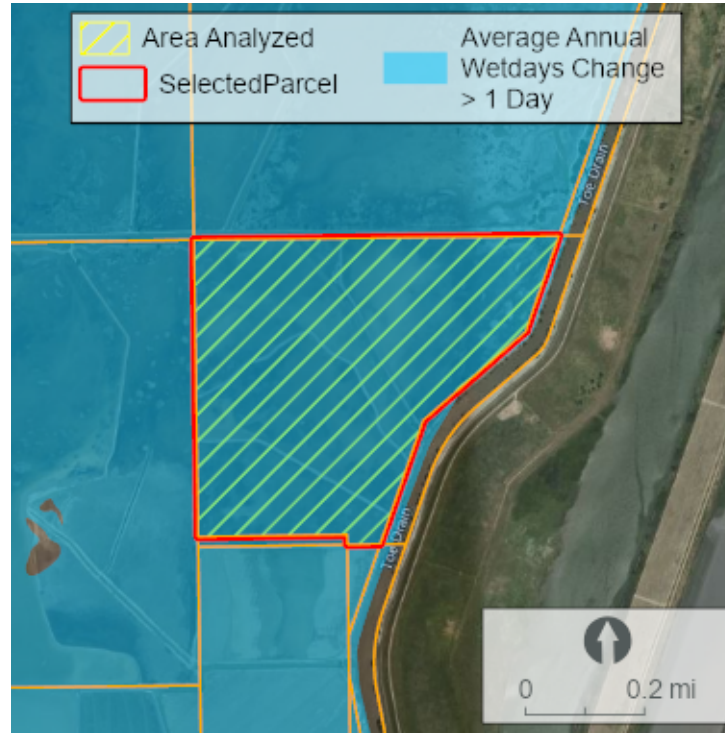 Area Analyzed
SelectedParcel
Average Annual
Wetdays Change
> 1 Day
Toe Drain
Toe Drain
0 0.2 mi